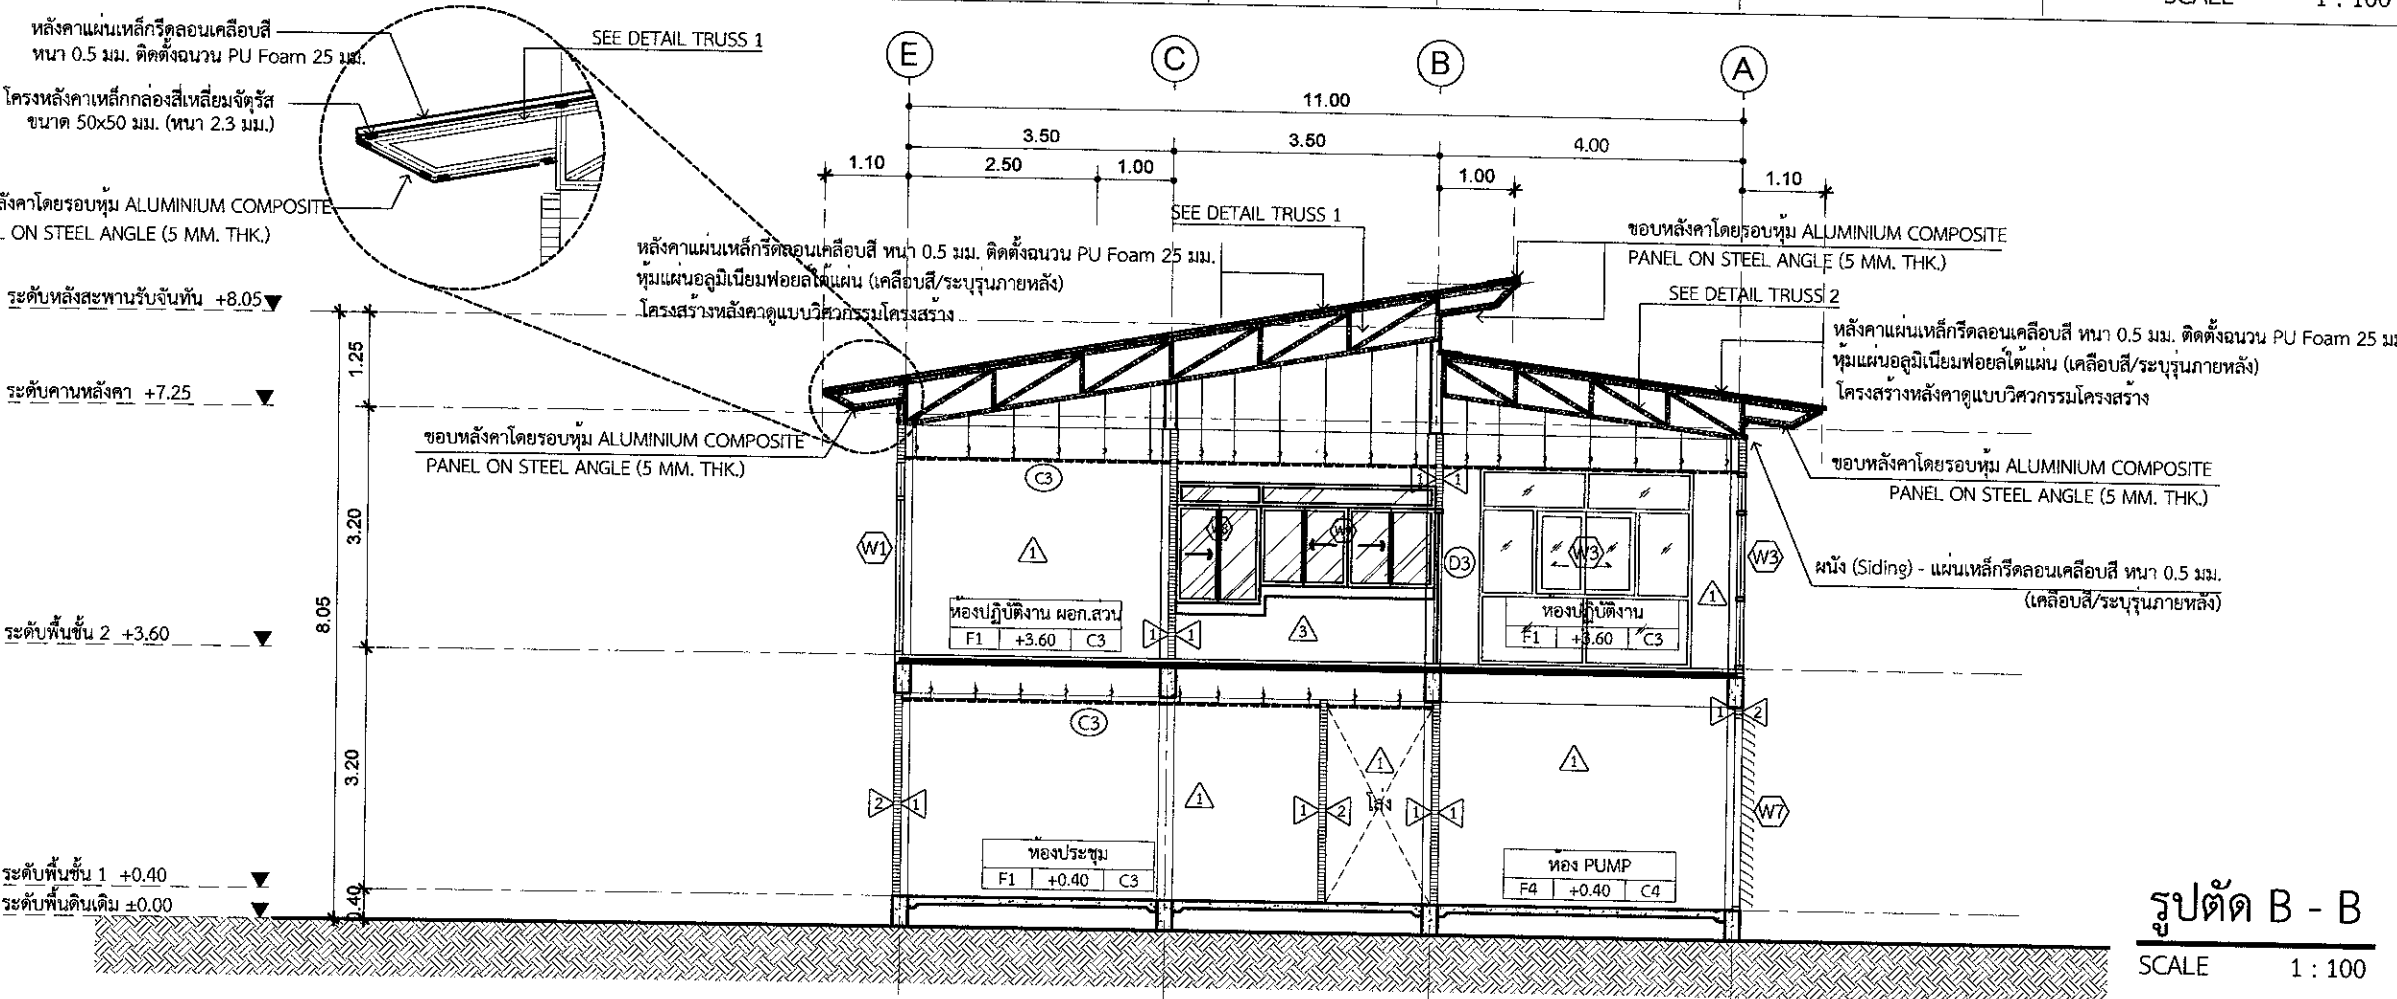 SCALE 1 : 100
หลังคาแผ่นเหล็กรีดลอนเคลือบสี
หนา 0.5 มม. ติดตั้งฉนวน PU Foam 25 มม.
SEE DETAIL TRUSS 1
โครงหลังคาเหล็กกล่องสี่เหลี่ยมจัตุรัส
ขนาด 50x50 มม. (หนา 2.3 มม.)
หลังคาโดยรอบหุ้ม ALUMINIUM COMPOSITE
ON STEEL ANGLE (5 MM. THK.)
E
C
B
A
11.00
3.50
3.50
4.00
1.10
2.50
1.00
1.00
1.10
SEE DETAIL TRUSS 1
หลังคาแผ่นเหล็กรีดลอนเคลือบสี หนา 0.5 มม. ติดตั้งฉนวน PU Foam 25 มม.
หุ้มแผ่นอลูมิเนียมฟอยล์ใต้แผ่น (เคลือบสี/ระบุรุ่นภายหลัง)
โครงสร้างหลังคาดูแบบวิศวกรรมโครงสร้าง
ขอบหลังคาโดยรอบหุ้ม ALUMINIUM COMPOSITE
PANEL ON STEEL ANGLE (5 MM. THK.)
SEE DETAIL TRUSS 2
หลังคาแผ่นเหล็กรีดลอนเคลือบสี หนา 0.5 มม. ติดตั้งฉนวน PU Foam 25
หุ้มแผ่นอลูมิเนียมฟอยล์ใต้แผ่น (เคลือบสี/ระบุรุ่นภายหลัง)
โครงสร้างหลังคาดูแบบวิศวกรรมโครงสร้าง
ระดับหลังสะพานรับจันทัน +8.05
ระดับคานหลังคา +7.25
ระดับพื้นชั้น 2 +3.60
ระดับพื้นชั้น 1 +0.40
ระดับพื้นดินเดิม ±0.00
8.05
1.25
3.20
3.20
0.40
ขอบหลังคาโดยรอบหุ้ม ALUMINIUM COMPOSITE
PANEL ON STEEL ANGLE (5 MM. THK.)
ขอบหลังคาโดยรอบหุ้ม ALUMINIUM COMPOSITE
PANEL ON STEEL ANGLE (5 MM. THK.)
ผนัง (Siding) - แผ่นเหล็กรีดลอนเคลือบสี หนา 0.5 มม.
(เคลือบสี/ระบุรุ่นภายหลัง)
C3
1 1
W1
1
W8
D3
W3
W3
1
ห้องปฏิบัติงาน ผอก.ส่วน
F1 +3.60 C3
1 1
3
ห้องปฏิบัติงาน
F1 +3.60 C3
C3
1 2
1
1
2 1
1
1 2
โล่ง
1 1
W7
ห้องประชุม
F1 +0.40 C3
ห้อง PUMP
F4 +0.40 C4
รูปตัด B - B
SCALE 1 : 100